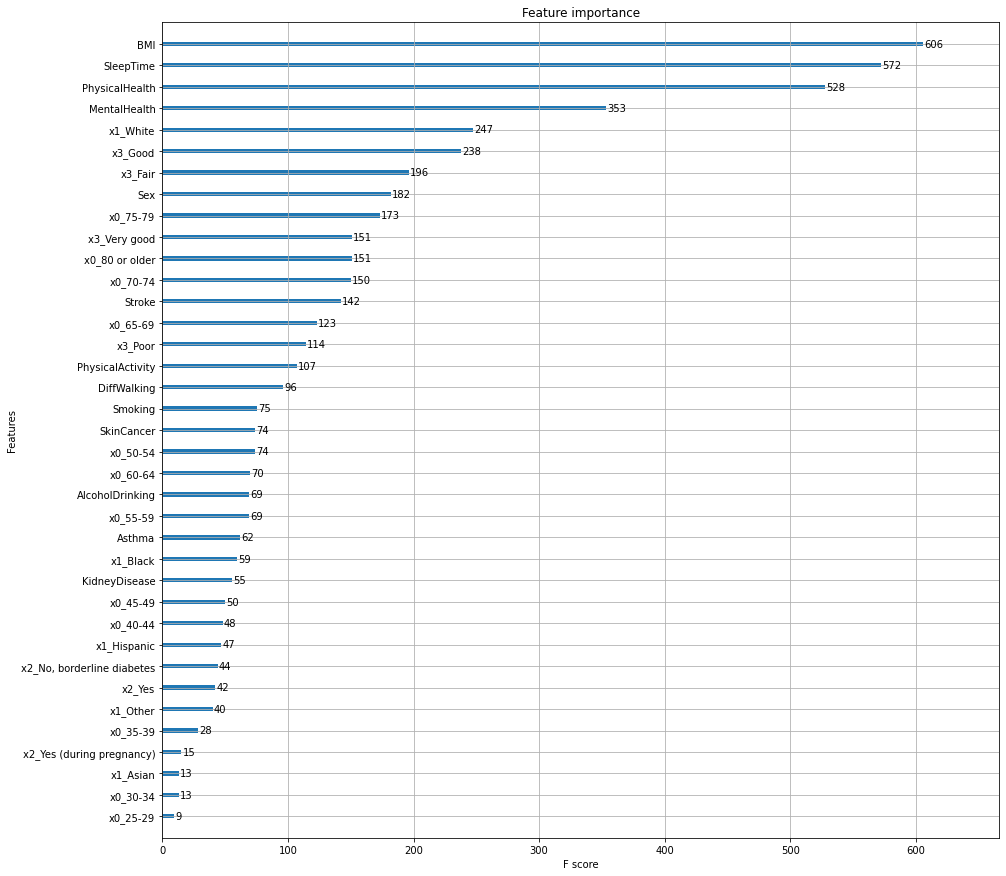 Feature importance
BMI 606
SleepTime 572
PhysicalHealth 528
MentalHealth 353
x1_White 247
x3_Good 238
x3_Fair 196
Sex 182
x0_75-79 173
x3_Very good 151
x0_80 or older 151
x0_70-74 150
Stroke 142
x0_65-69 123
x3_Poor 114
PhysicalActivity 107
DiffWalking 96
Smoking 75
SkinCancer 74
x0_50-54 74
x0_60-64 70
AlcoholDrinking 69
x0_55-59 69
Asthma 62
x1_Black 59
KidneyDisease 55
x0_45-49 50
x0_40-44 48
x1_Hispanic 47
x2_No, borderline diabetes 44
x2_Yes 42
x1_Other 40
x0_35-39 28
x2_Yes (during pregnancy) 15
x1_Asian 13
x0_30-34 13
x0_25-29 9
Features
0 100 200 300 400 500 600
F score